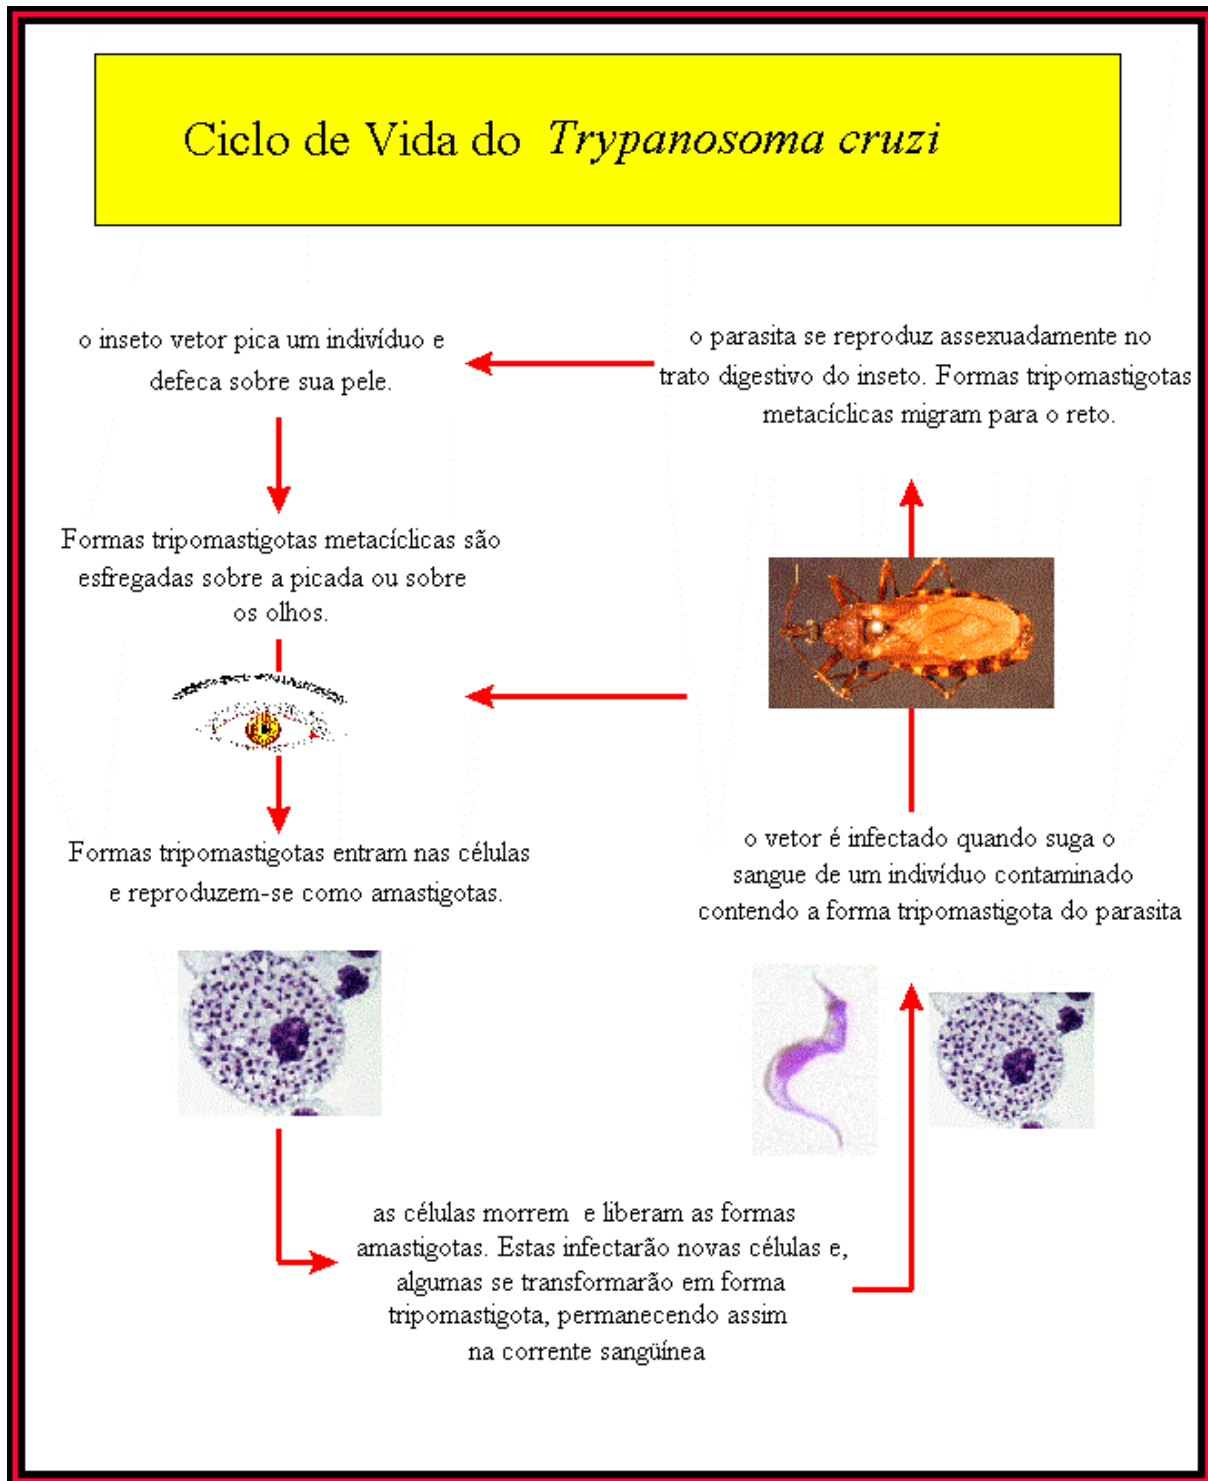 Ciclo de Vida do Trypanosoma cruzi
o inseto vetor pica um indivíduo e
defeca sobre sua pele.
o parasita se reproduz assexuadamente no
trato digestivo do inseto. Formas tripomastigotas
metacíclicas migram para o reto.
Formas tripomastigotas metacíclicas são
esfregadas sobre a picada ou sobre
os olhos.
Formas tripomastigotas entram nas células
e reproduzem-se como amastigotas.
o vetor é infectado quando suga o
sangue de um indivíduo contaminado
contendo a forma tripomastigota do parasita
as células morrem e liberam as formas
amastigotas. Estas infectarão novas células e,
algumas se transformarão em forma
tripomastigota, permanecendo assim
na corrente sangüínea